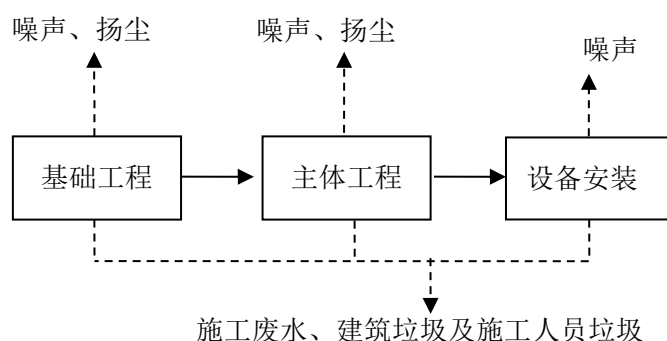 噪声、扬尘
噪声、扬尘
噪声
基础工程
主体工程
设备安装
施工废水、建筑垃圾及施工人员垃圾